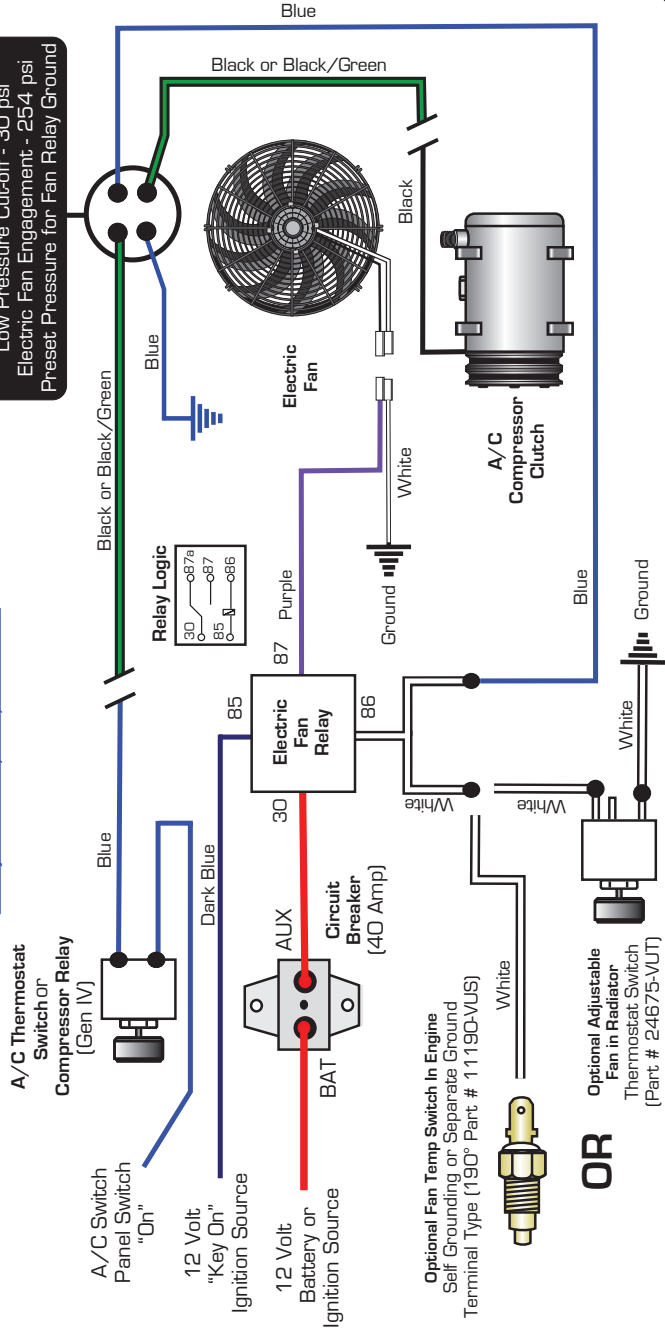 Low Pressure Cut-off - 30 psi
Electric Fan Engagement - 254 psi
Preset Pressure for Fan Relay Ground
A/C Thermostat
Switch or
Compressor Relay
(Gen IV)
Blue
Black or Black/Green
Blue
Blue
Black or Black/Green
A/C Switch
Panel Switch
"On"
12 Volt
"Key On"
Ignition Source
Dark Blue
12 Volt
Battery or
Ignition Source
BAT
AUX
Circuit
Breaker
(40 Amp)
30
85
87
86
Electric
Fan
Relay
Relay Logic
30
87a
87
85
86
Purple
White
Ground
Electric
Fan
Black
A/C
Compressor
Clutch
Blue
White
White
White
White
Ground
Optional Fan Temp Switch In Engine
Self Grounding or Separate Ground
Terminal Type (190° Part # 11190-VUS)
OR
Optional Adjustable
Fan in Radiator
Thermostat Switch
(Part # 24675-VUT)